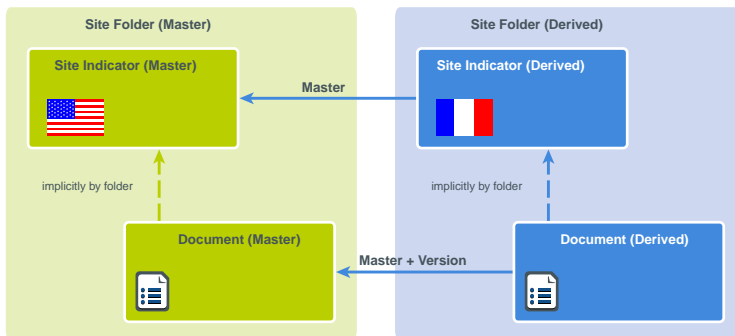 Site Folder (Master)
Site Folder (Derived)
Site Indicator (Master)
Site Indicator (Derived)
Master
implicitly by folder
implicitly by folder
Document (Master)
Document (Derived)
Master + Version